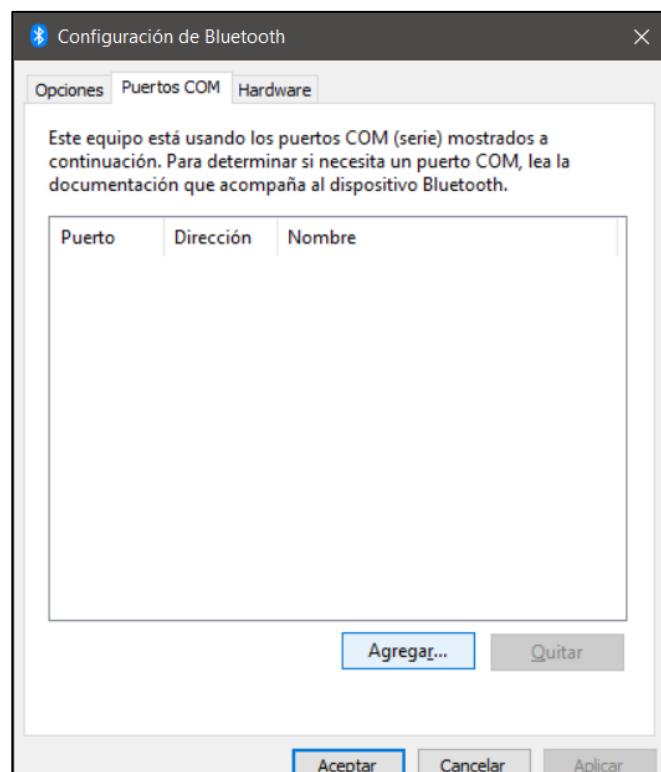 Configuración de Bluetooth
Opciones Puertos COM Hardware
Este equipo está usando los puertos COM (serie) mostrados a
continuación. Para determinar si necesita un puerto COM, lea la
documentación que acompaña al dispositivo Bluetooth.
Puerto Dirección Nombre
Agregar... Quitar
Aceptar Cancelar Aplicar